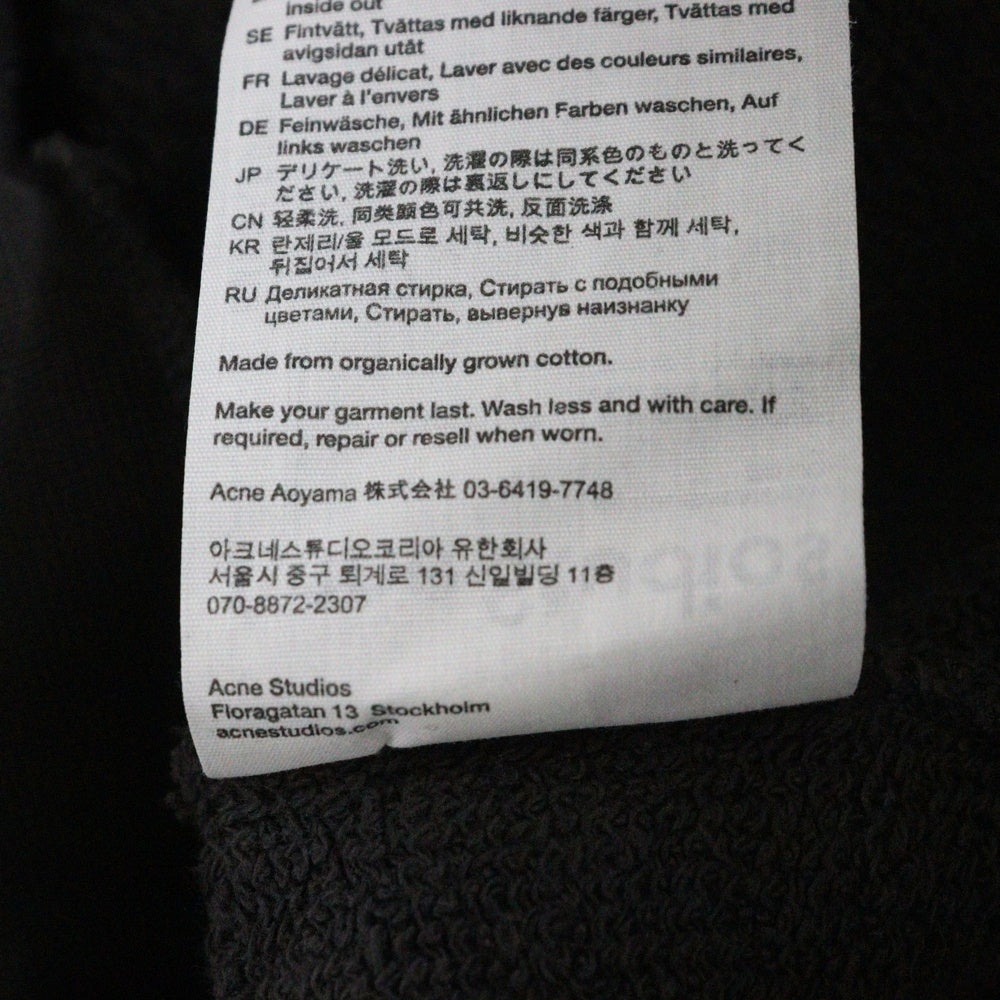 inside out
SE Fintvätt, Tvättas med liknande färger, Tvättas med
avigsidan utåt
FR Lavage délicat, Laver avec des couleurs similaires,
Laver à l'envers
DE Feinwäsche, Mit ähnlichen Farben waschen, Auf
links waschen
JP デリケート洗い, 洗濯の際は同系色のものと洗ってく
ださい, 洗濯の際は裏返しにしてください
CN 轻柔洗, 同类颜色可共洗, 反面洗涤
KR 란제리/울 모드로 세탁, 비슷한 색과 함께 세탁,
뒤집어서 세탁
RU Деликатная стирка, Стирать с подобными
цветами, Стирать, вывернув наизнанку
Made from organically grown cotton.
Make your garment last. Wash less and with care. If
required, repair or resell when worn.
Acne Aoyama 株式会社 03-6419-7748
아크네스튜디오코리아 유한회사
서울시 중구 퇴계로 131 신일빌딩 11층
070-8872-2307
Acne Studios
Floragatan 13 Stockholm
acnestudios.com